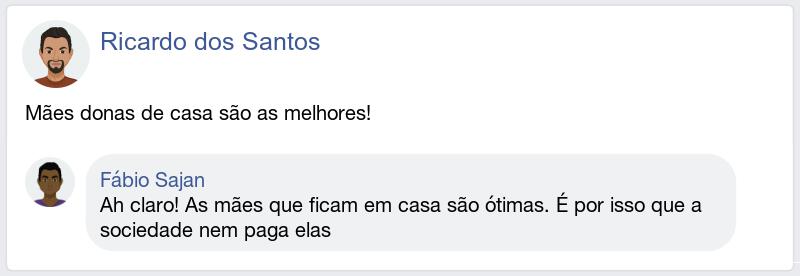 Ricardo dos Santos
Mães donas de casa são as melhores!
Fábio Sajan
Ah claro! As mães que ficam em casa são ótimas. É por isso que a
sociedade nem paga elas